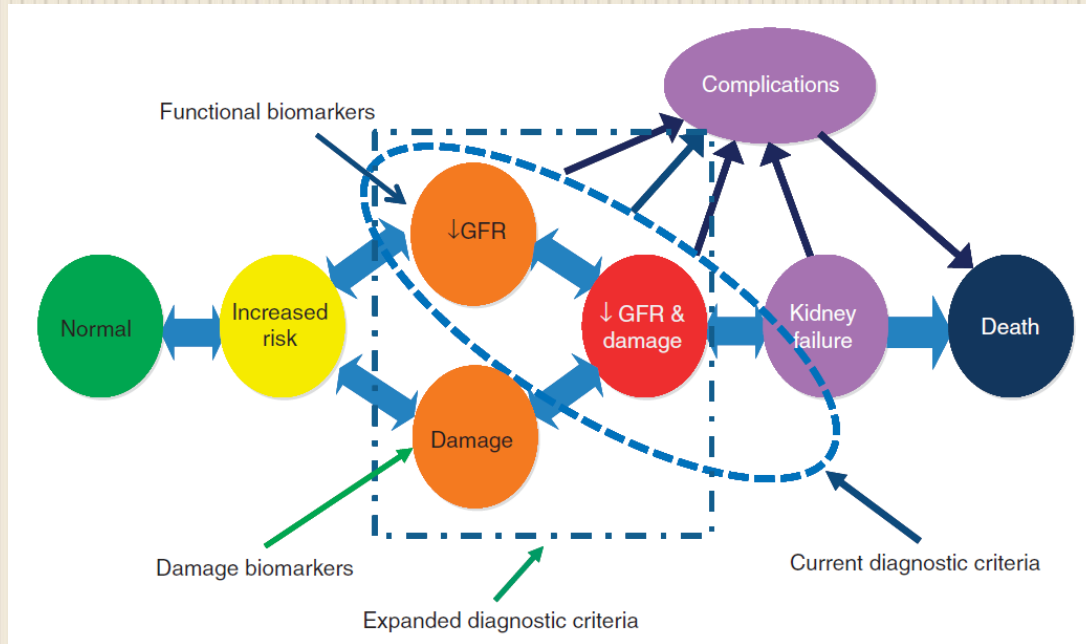 Complications
Functional biomarkers
↓GFR
Normal
Increased
risk
↓ GFR &
damage
Kidney
failure
Death
Damage
Damage biomarkers
Current diagnostic criteria
Expanded diagnostic criteria